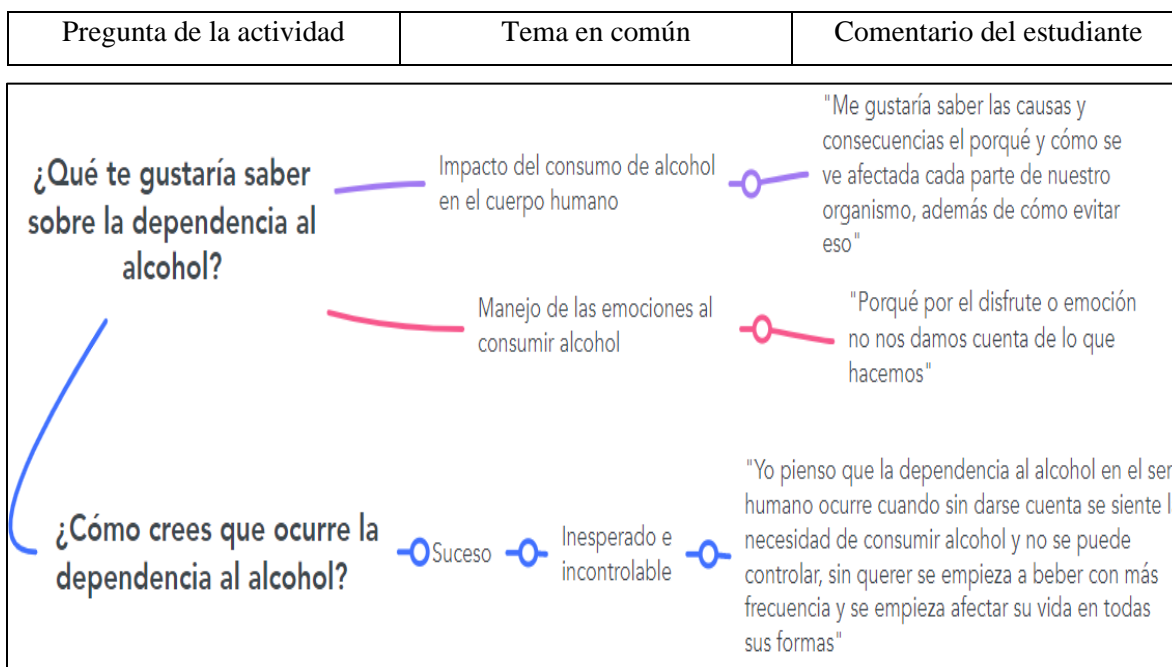 Pregunta de la actividad
Tema en común
Comentario del estudiante
¿Qué te gustaría saber
sobre la dependencia al
alcohol?
Impacto del consumo de alcohol
en el cuerpo humano
"Me gustaría saber las causas y
consecuencias el porqué y cómo se
ve afectada cada parte de nuestro
organismo, además de cómo evitar
eso"
Manejo de las emociones al
consumir alcohol
"Porqué por el disfrute o emoción
no nos damos cuenta de lo que
hacemos"
¿Cómo crees que ocurre la
dependencia al alcohol?
Suceso
Inesperado e
incontrolable
"Yo pienso que la dependencia al alcohol en el ser
humano ocurre cuando sin darse cuenta se siente l
necesidad de consumir alcohol y no se puede
controlar, sin querer se empieza a beber con más
frecuencia y se empieza afectar su vida en todas
sus formas"